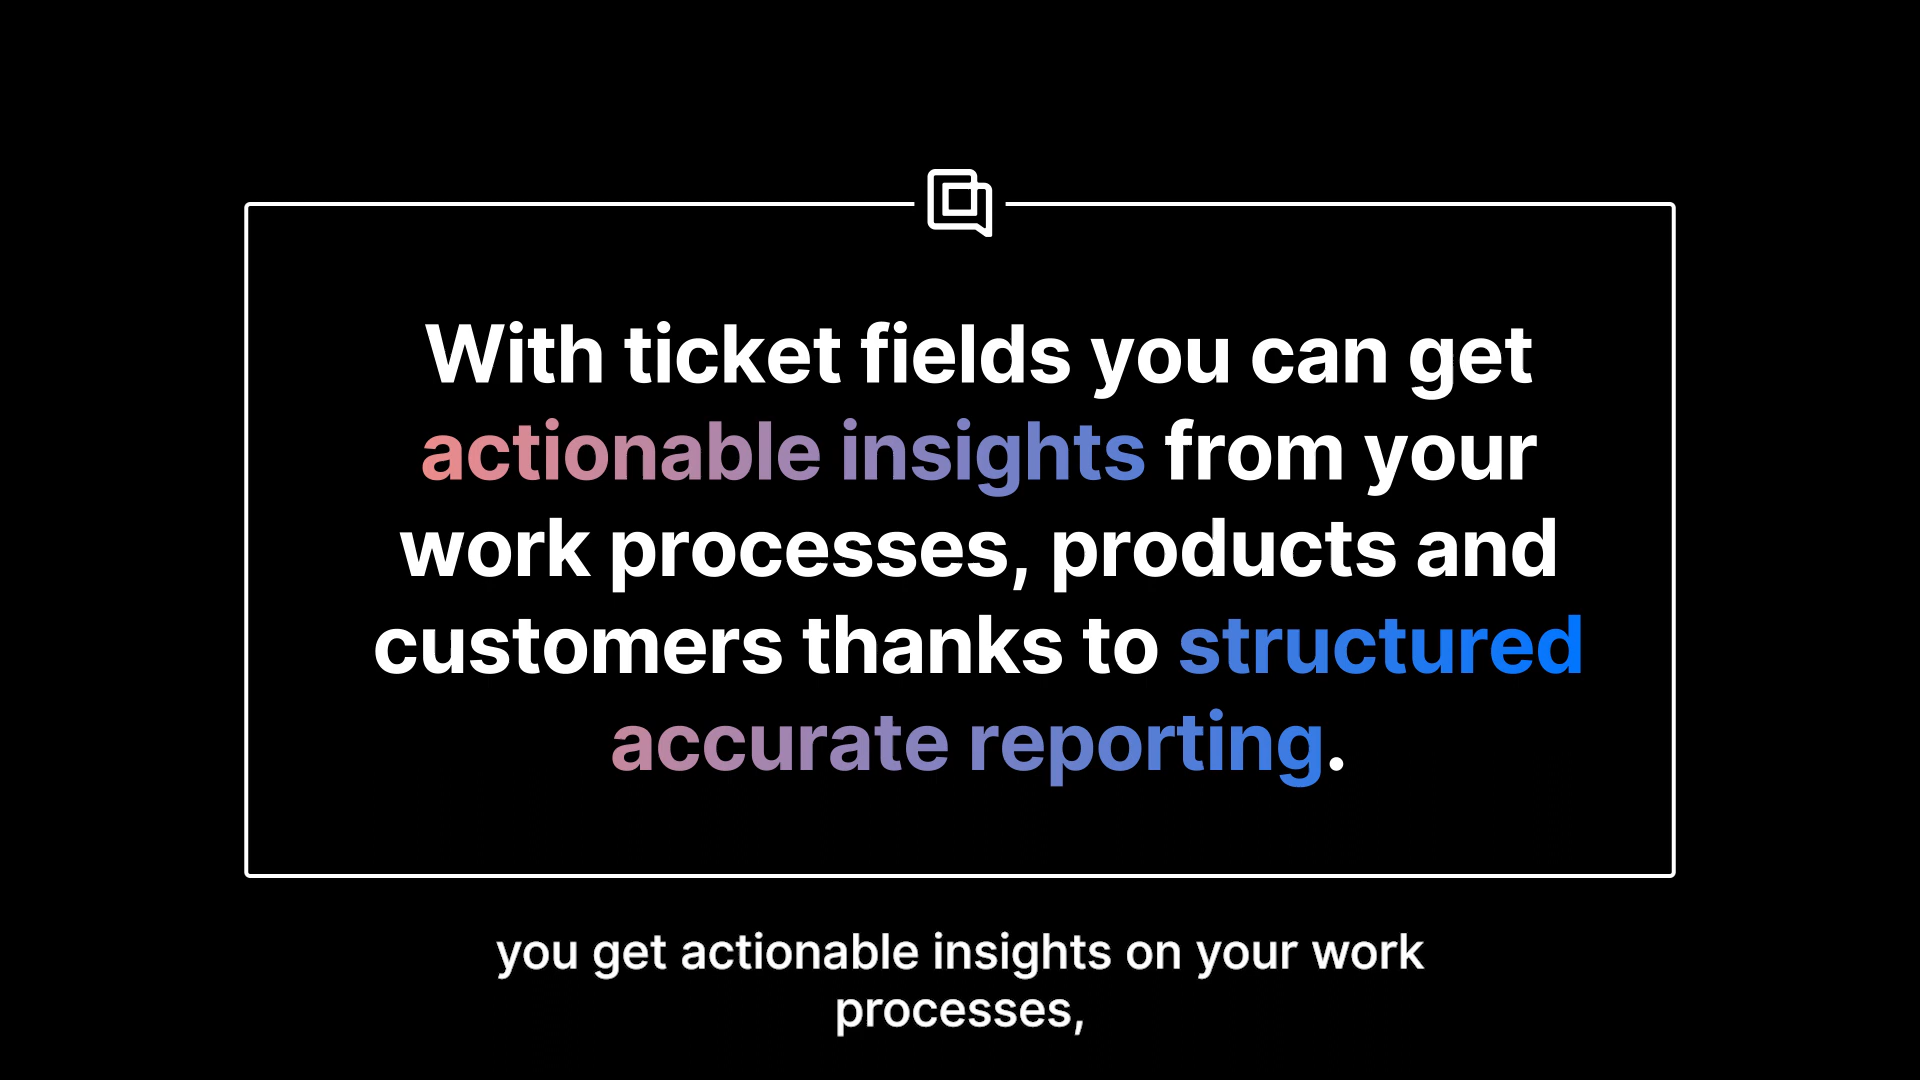 With ticket fields you can get
actionable insights from your
work processes, products and
customers thanks to structured
accurate reporting.
you get actionable insights on your work
processes,